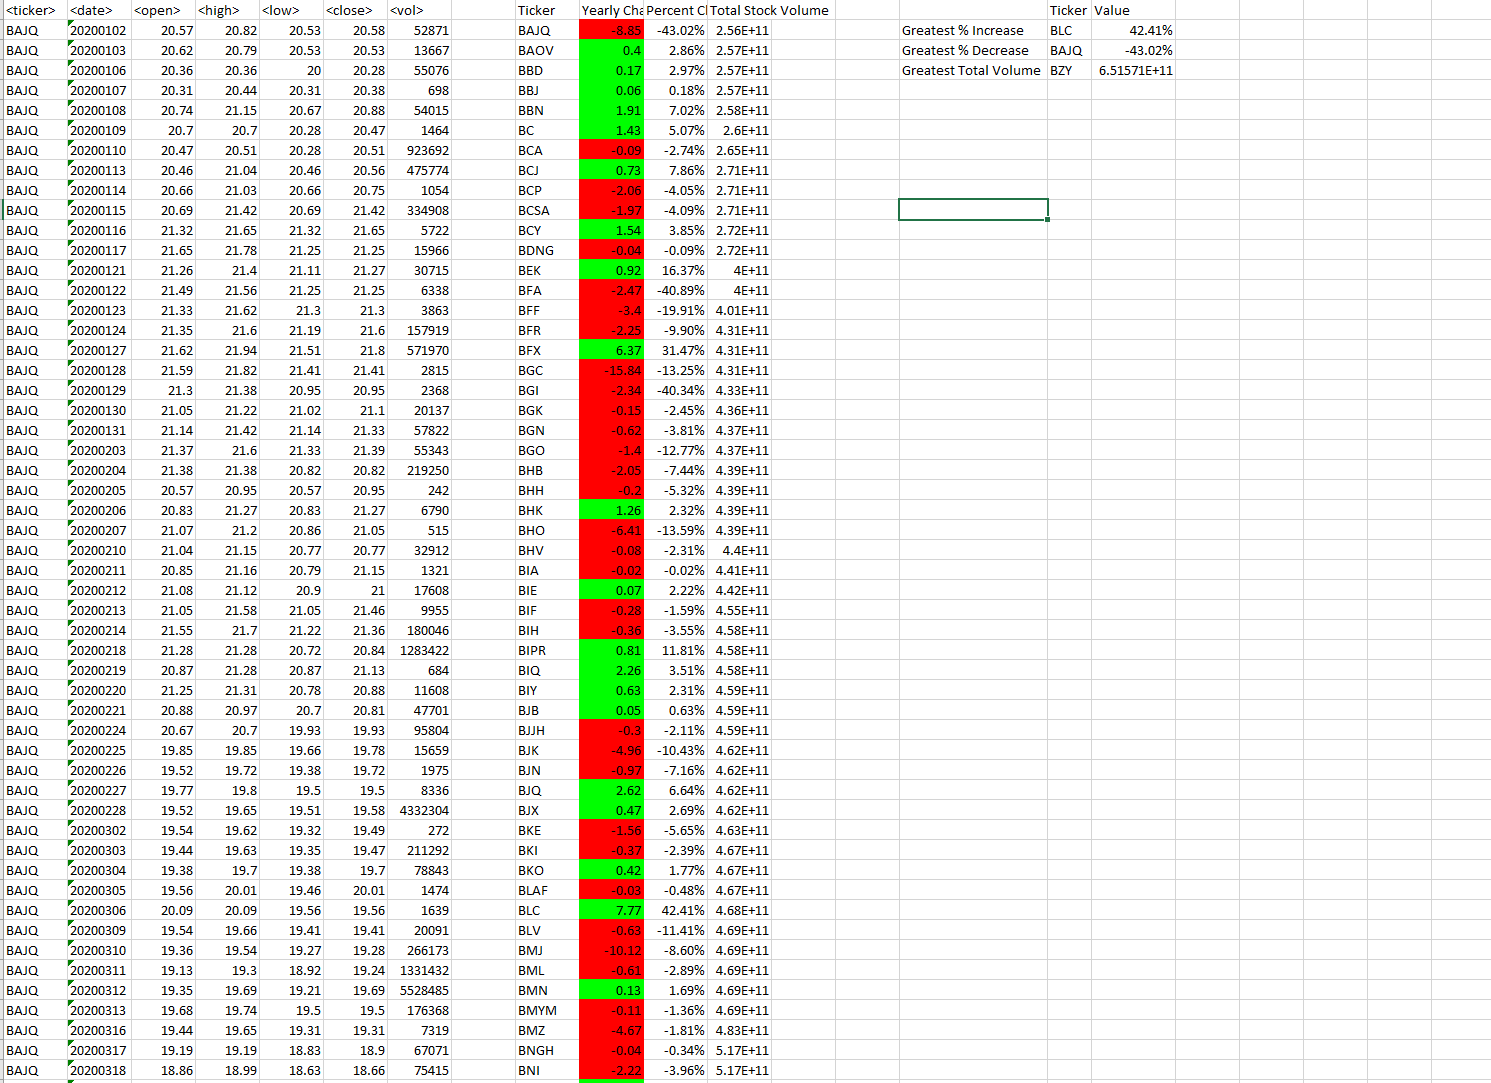 <ticker> <date> <open> <high> <low> <close> <vol> Ticker Yearly Cha Percent Cl Total Stock Volume Ticker Value
BAJQ 20200102 20.57 20.82 20.53 20.58 52871 BAJQ -8.85 -43.02% 2.56E+11 Greatest % Increase BLC 42.41%
BAJQ 20200103 20.62 20.79 20.53 20.53 13667 BAOV 0.4 2.86% 2.57E+11 Greatest % Decrease BAJQ -43.02%
BAJQ 20200106 20.36 20.36 20 20.28 55076 BBD 0.17 2.97% 2.57E+11 Greatest Total Volume BZY 6.51571E+11
BAJQ 20200107 20.31 20.44 20.31 20.38 698 BBJ 0.06 0.18% 2.57E+11
BAJQ 20200108 20.74 21.15 20.67 20.88 54015 BBN 1.91 7.02% 2.58E+11
BAJQ 20200109 20.7 20.7 20.28 20.47 1464 BC 1.43 5.07% 2.6E+11
BAJQ 20200110 20.47 20.51 20.28 20.51 923692 BCA -0.09 -2.74% 2.65E+11
BAJQ 20200113 20.46 21.04 20.46 20.56 475774 BCJ 0.73 7.86% 2.71E+11
BAJQ 20200114 20.66 21.03 20.66 20.75 1054 BCP -2.06 -4.05% 2.71E+11
BAJQ 20200115 20.69 21.42 20.69 21.42 334908 BCSA -1.97 -4.09% 2.71E+11
BAJQ 20200116 21.32 21.65 21.32 21.65 5722 BCY 1.54 3.85% 2.72E+11
BAJQ 20200117 21.65 21.78 21.25 21.25 15966 BDNG -0.04 -0.09% 2.72E+11
BAJQ 20200121 21.26 21.4 21.11 21.27 30715 BEK 0.92 16.37% 4E+11
BAJQ 20200122 21.49 21.56 21.25 21.25 6338 BFA -2.47 -40.89% 4E+11
BAJQ 20200123 21.33 21.62 21.3 21.3 3863 BFF -3.4 -19.91% 4.01E+11
BAJQ 20200124 21.35 21.6 21.19 21.6 157919 BFR -2.25 -9.90% 4.31E+11
BAJQ 20200127 21.62 21.94 21.51 21.8 571970 BFX 6.37 31.47% 4.31E+11
BAJQ 20200128 21.59 21.82 21.41 21.41 2815 BGC -15.84 -13.25% 4.31E+11
BAJQ 20200129 21.3 21.38 20.95 20.95 2368 BGI -2.34 -40.34% 4.33E+11
BAJQ 20200130 21.05 21.22 21.02 21.1 20137 BGK -0.15 -2.45% 4.36E+11
BAJQ 20200131 21.14 21.42 21.14 21.33 57822 BGN -0.62 -3.81% 4.37E+11
BAJQ 20200203 21.37 21.6 21.33 21.39 55343 BGO -1.4 -12.77% 4.37E+11
BAJQ 20200204 21.38 21.38 20.82 20.82 219250 BHB -2.05 -7.44% 4.39E+11
BAJQ 20200205 20.57 20.95 20.57 20.95 242 BHH -0.2 -5.32% 4.39E+11
BAJQ 20200206 20.83 21.27 20.83 21.27 6790 BHK 1.26 2.32% 4.39E+11
BAJQ 20200207 21.07 21.2 20.86 21.05 515 BHO -6.41 -13.59% 4.39E+11
BAJQ 20200210 21.04 21.15 20.77 20.77 32912 BHV -0.08 -2.31% 4.4E+11
BAJQ 20200211 20.85 21.16 20.79 21.15 1321 BIA -0.02 -0.02% 4.41E+11
BAJQ 20200212 21.08 21.12 20.9 21 17608 BIE 0.07 2.22% 4.42E+11
BAJQ 20200213 21.05 21.58 21.05 21.46 9955 BIF -0.28 -1.59% 4.55E+11
BAJQ 20200214 21.55 21.7 21.22 21.36 180046 BIH -0.36 -3.55% 4.58E+11
BAJQ 20200218 21.28 21.28 20.72 20.84 1283422 BIPR 0.81 11.81% 4.58E+11
BAJQ 20200219 20.87 21.28 20.87 21.13 684 BIQ 2.26 3.51% 4.58E+11
BAJQ 20200220 21.25 21.31 20.78 20.88 11608 BIY 0.63 2.31% 4.59E+11
BAJQ 20200221 20.88 20.97 20.7 20.81 47701 BJB 0.05 0.63% 4.59E+11
BAJQ 20200224 20.67 20.7 19.93 19.93 95804 BJJH -0.3 -2.11% 4.59E+11
BAJQ 20200225 19.85 19.85 19.66 19.78 15659 BJK -4.96 -10.43% 4.62E+11
BAJQ 20200226 19.52 19.72 19.38 19.72 1975 BJN -0.97 -7.16% 4.62E+11
BAJQ 20200227 19.77 19.8 19.5 19.5 8336 BJQ 2.62 6.64% 4.62E+11
BAJQ 20200228 19.52 19.65 19.51 19.58 4332304 BJX 0.47 2.69% 4.62E+11
BAJQ 20200302 19.54 19.62 19.32 19.49 272 BKE -1.56 -5.65% 4.63E+11
BAJQ 20200303 19.44 19.63 19.35 19.47 211292 BKI -0.37 -2.39% 4.67E+11
BAJQ 20200304 19.38 19.7 19.38 19.7 78843 BKO 0.42 1.77% 4.67E+11
BAJQ 20200305 19.56 20.01 19.46 20.01 1474 BLAF -0.03 -0.48% 4.67E+11
BAJQ 20200306 20.09 20.09 19.56 19.56 1639 BLC 7.77 42.41% 4.68E+11
BAJQ 20200309 19.54 19.66 19.41 19.41 20091 BLV -0.63 -11.41% 4.69E+11
BAJQ 20200310 19.36 19.54 19.27 19.28 266173 BMJ -10.12 -8.60% 4.69E+11
BAJQ 20200311 19.13 19.3 18.92 19.24 1331432 BML -0.61 -2.89% 4.69E+11
BAJQ 20200312 19.35 19.69 19.21 19.69 5528485 BMN 0.13 1.69% 4.69E+11
BAJQ 20200313 19.68 19.74 19.5 19.5 176368 BMYM -0.11 -1.36% 4.69E+11
BAJQ 20200316 19.44 19.65 19.31 19.31 7319 BMZ -4.67 -1.81% 4.83E+11
BAJQ 20200317 19.19 19.19 18.83 18.9 67071 BNGH -0.04 -0.34% 5.17E+11
BAJQ 20200318 18.86 18.99 18.63 18.66 75415 BNI -2.22 -3.96% 5.17E+11